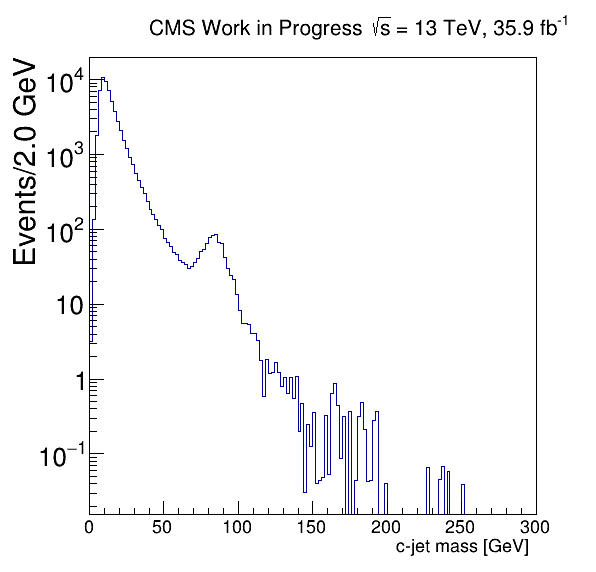 CMS Work in Progress √s = 13 TeV, 35.9 fb⁻¹
Events/2.0 GeV
10⁴
10³
10²
10
1
10⁻¹
0 50 100 150 200 250 300
c-jet mass [GeV]